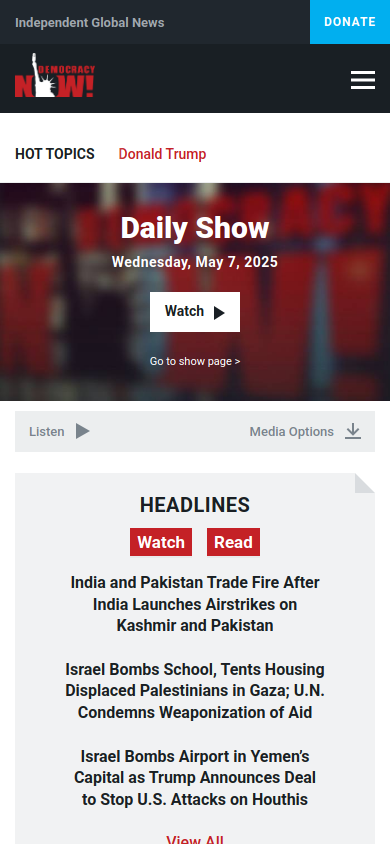 Independent Global News
DONATE
DEMOCRACY
NOW!
HOT TOPICS
Donald Trump
Daily Show
Wednesday, May 7, 2025
Watch
Go to show page >
Listen
Media Options
HEADLINES
Watch
Read
India and Pakistan Trade Fire After
India Launches Airstrikes on
Kashmir and Pakistan
Israel Bombs School, Tents Housing
Displaced Palestinians in Gaza; U.N.
Condemns Weaponization of Aid
Israel Bombs Airport in Yemen’s
Capital as Trump Announces Deal
to Stop U.S. Attacks on Houthis
View All